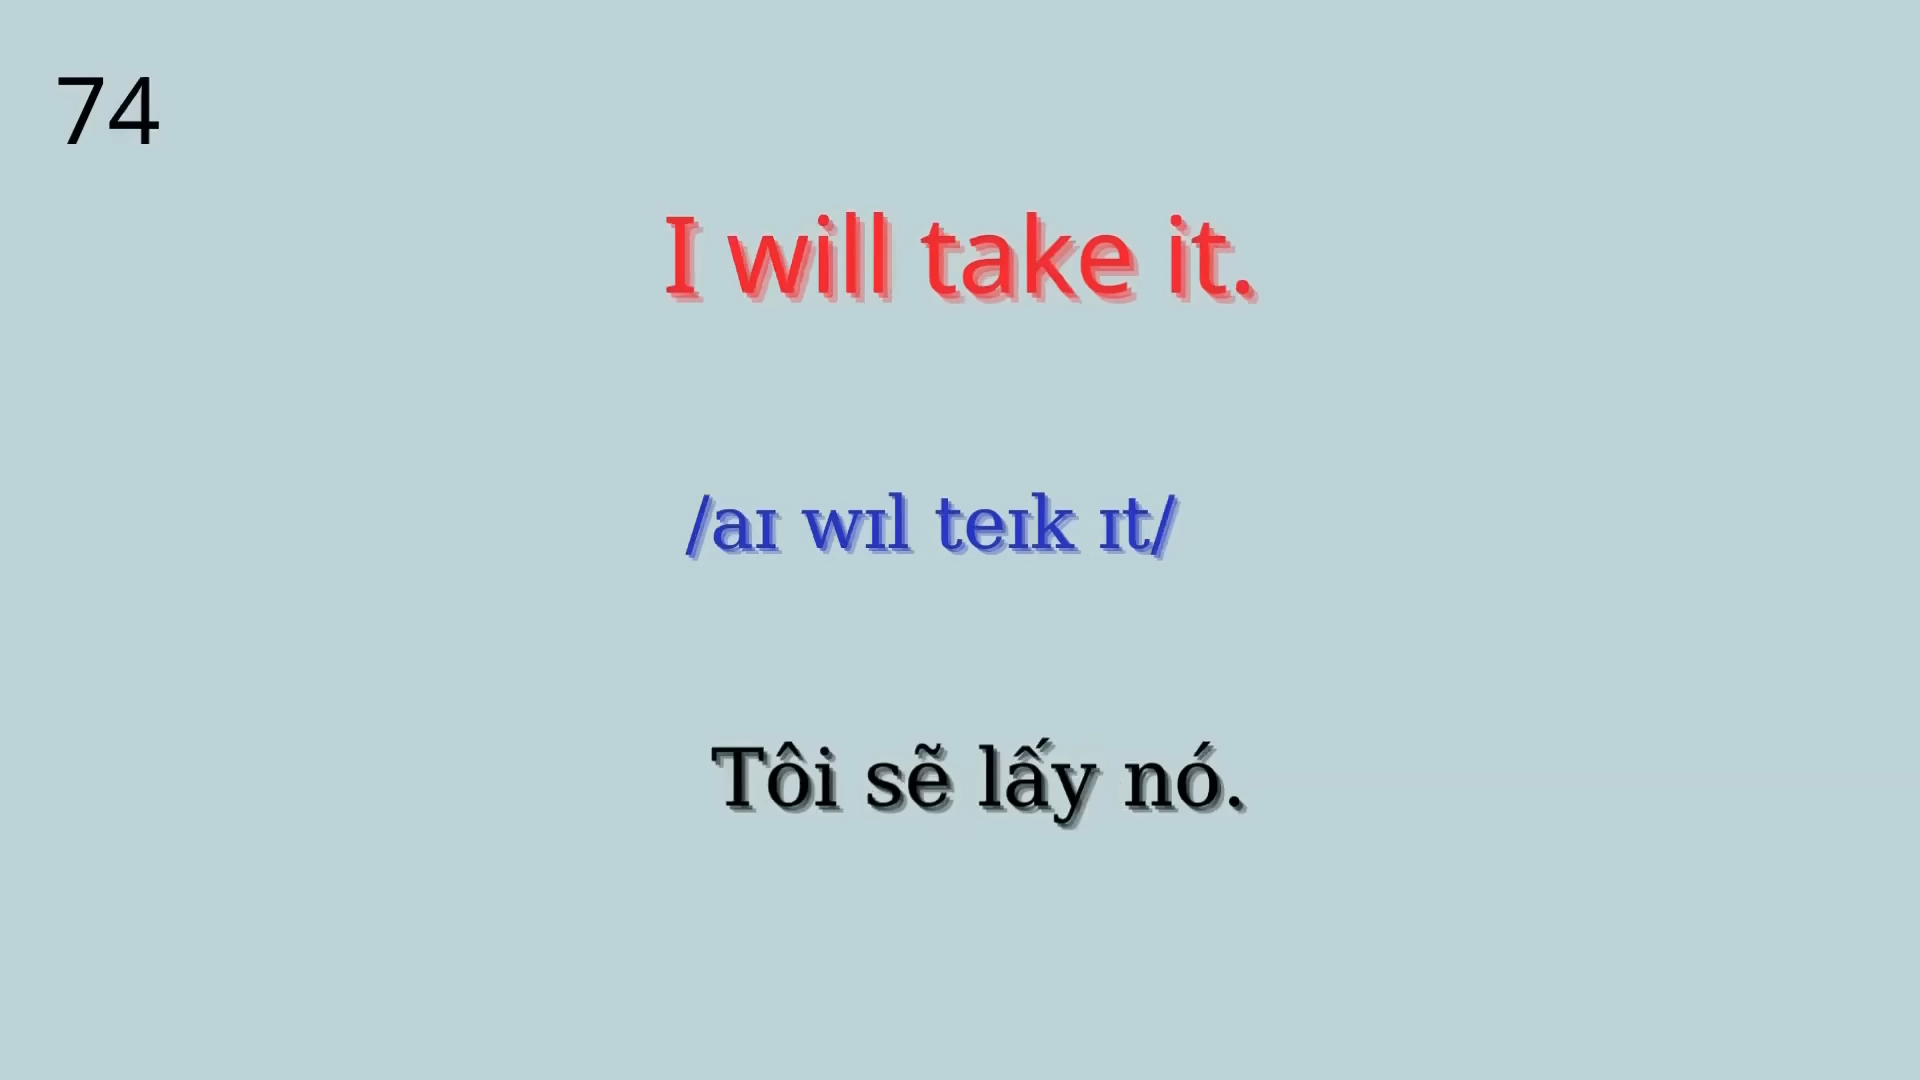 74
I will take it.
/aɪ wɪl teɪk ɪt/
Tôi sẽ lấy nó.